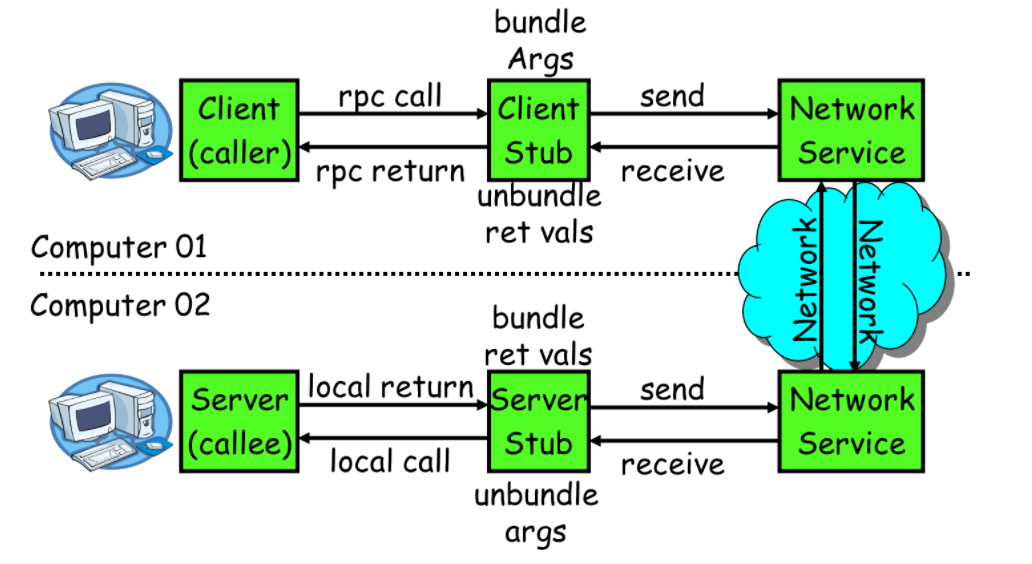 bundle
Args
Client
(caller)
rpc call
rpc return
Client
Stub
send
receive
Network
Service
unbundle
ret vals
Computer 01
Network
Network
Computer 02
bundle
ret vals
Server
(callee)
local return
local call
Server
Stub
send
receive
Network
Service
unbundle
args